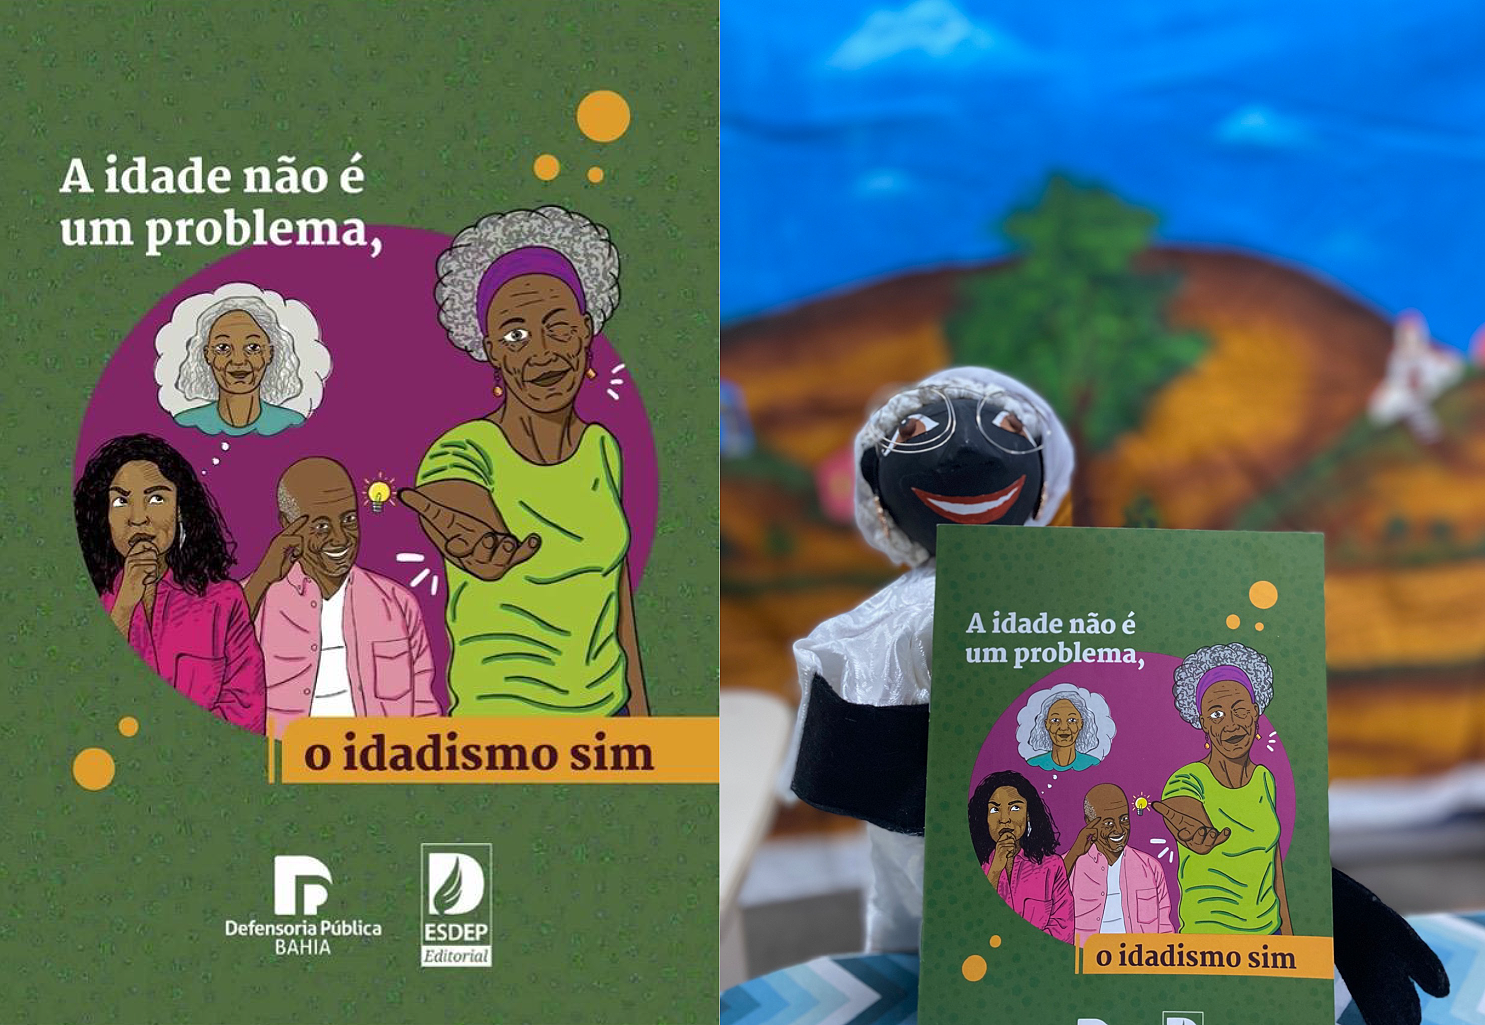 A idade não é
um problema,
o idadismo sim
Defensoria Pública
BAHIA
ESDEP
Editorial
A idade não é
um problema,
o idadismo sim